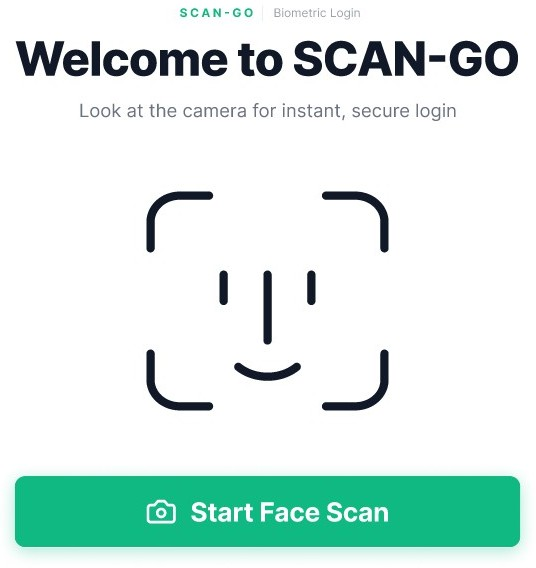 SCAN-GO Biometric Login
Welcome to SCAN-GO
Look at the camera for instant, secure login
Start Face Scan